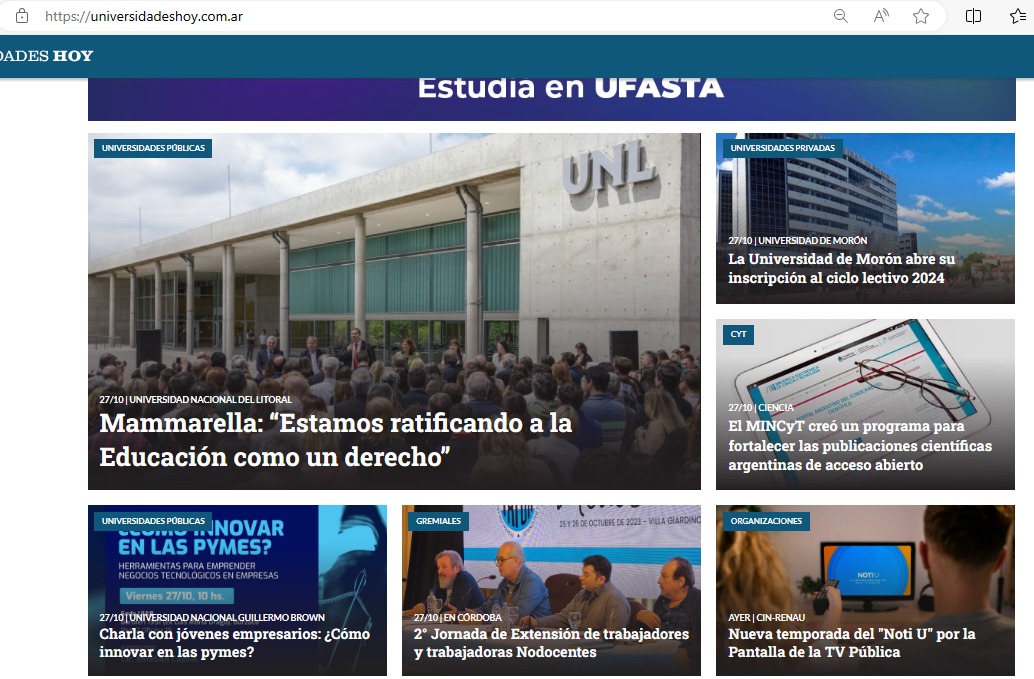 https://universidadeshoy.com.ar
DADES HOY
Estudia en UFASTA
UNIVERSIDADES PÚBLICAS
UNL
27/10 | UNIVERSIDAD NACIONAL DEL LITORAL
Mammarella: “Estamos ratificando a la
Educación como un derecho”
UNIVERSIDADES PRIVADAS
27/10 | UNIVERSIDAD DE MORÓN
La Universidad de Morón abre su
inscripción al ciclo lectivo 2024
CYT
27/10 | CIENCIA
El MINCyT creó un programa para
fortalecer las publicaciones científicas
argentinas de acceso abierto
UNIVERSIDADES PÚBLICAS
¿CÓMO INNOVAR
EN LAS PYMES?
HERRAMIENTAS PARA EMPRENDER
NEGOCIOS TECNOLÓGICOS EN EMPRESAS
Viernes 27/10, 10 hs.
27/10 | UNIVERSIDAD NACIONAL GUILLERMO BROWN
Charla con jóvenes empresarios: ¿Cómo
innovar en las pymes?
GREMIALES
25 Y 26 DE OCTUBRE DE 2023 - VILLA GIARDINO
27/10 | EN CÓRDOBA
2° Jornada de Extensión de trabajadores
y trabajadoras Nodocentes
ORGANIZACIONES
NOTI U
AYER | CIN-RENAU
Nueva temporada del "Noti U" por la
Pantalla de la TV Pública